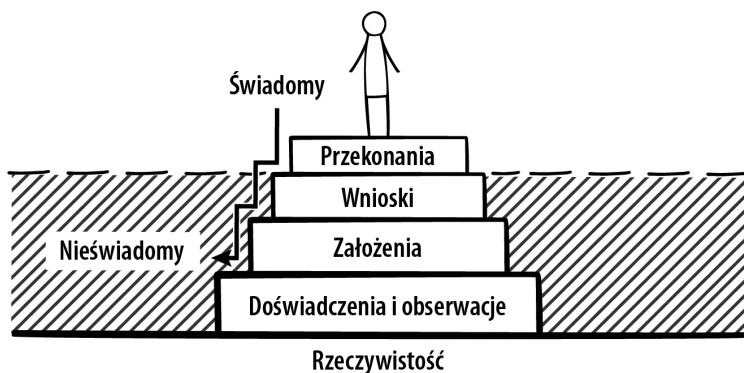 Świadomy
Przekonania
Wnioski
Nieświadomy
Założenia
Doświadczenia i obserwacje
Rzeczywistość